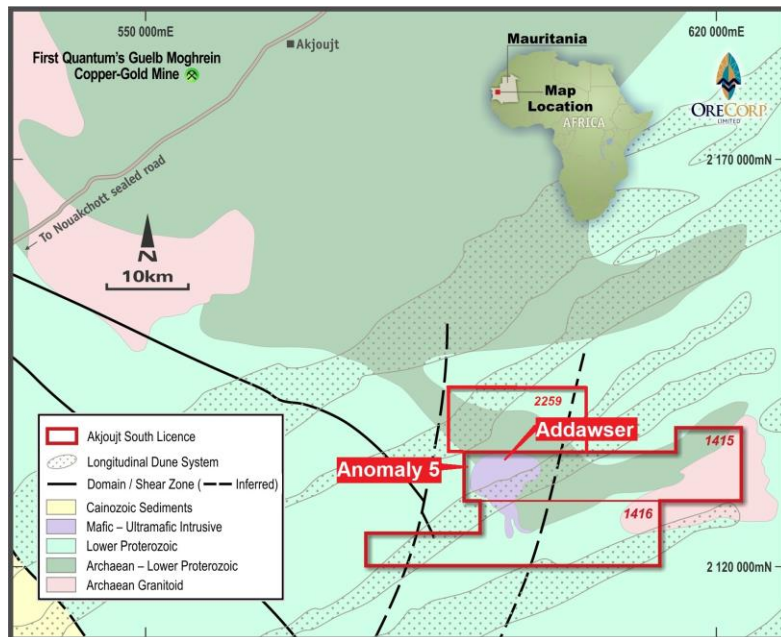 550 000mE
620 000mE
First Quantum's Guelb Moghrein
Copper-Gold Mine
Akjoujt
Mauritania
Map
Location
AFRICA
ORECORP
LIMITED
2 170 000mN
To Nouakchott sealed road
N
10km
2259
Addawser
1415
Anomaly 5
1416
Akjoujt South Licence
Longitudinal Dune System
Domain / Shear Zone ( Inferred)
Cainozoic Sediments
Mafic – Ultramafic Intrusive
Lower Proterozoic
Archaean – Lower Proterozoic
Archaean Granitoid
2 120 000mN